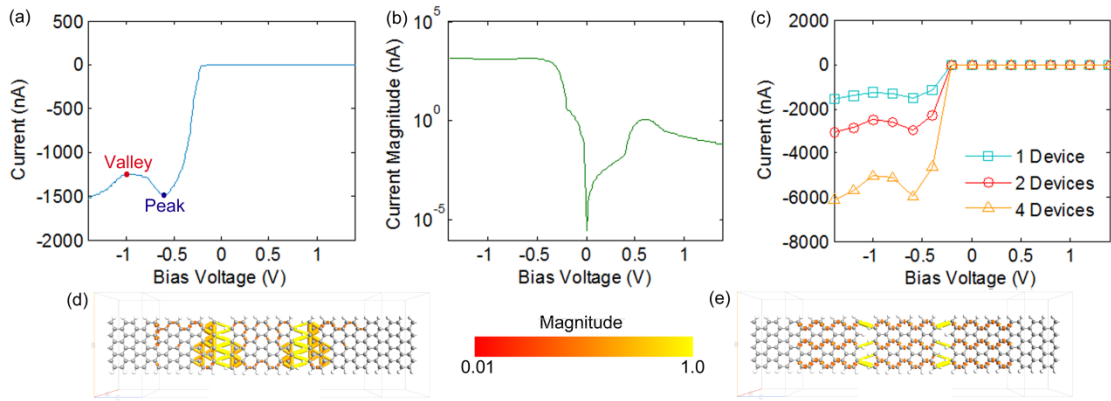 (a)
500
0
-500
-1000
-1500
-2000
Current (nA)
Valley
Peak
-1 -0.5 0 0.5 1
Bias Voltage (V)
(b)
10^5
10^0
10^-5
Current Magnitude (nA)
-1 -0.5 0 0.5 1
Bias Voltage (V)
(c)
2000
0
-2000
-4000
-6000
-8000
Current (nA)
1 Device
2 Devices
4 Devices
-1 -0.5 0 0.5 1
Bias Voltage (V)
(d)
Magnitude
0.01 1.0
(e)